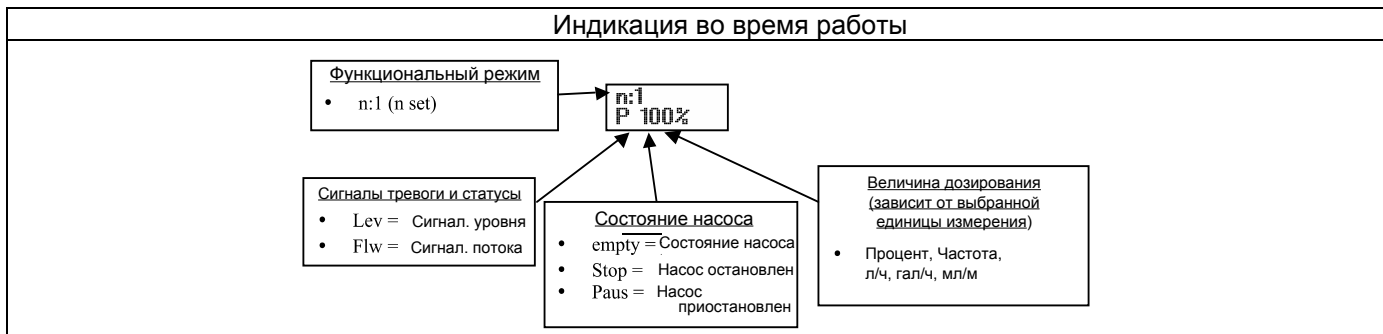 Индикация во время работы
Функциональный режим
• n:1 (n set)
n:1
P 100%
Сигналы тревоги и статусы
• Lev = Сигнал. уровня
• Flw = Сигнал. потока
Состояние насоса
• empty = Состояние насоса
• Stop = Насос остановлен
• Paus = Насос
приостановлен
Величина дозирования
(зависит от выбранной
единицы измерения)
• Процент, Частота,
л/ч, гал/ч, мл/м